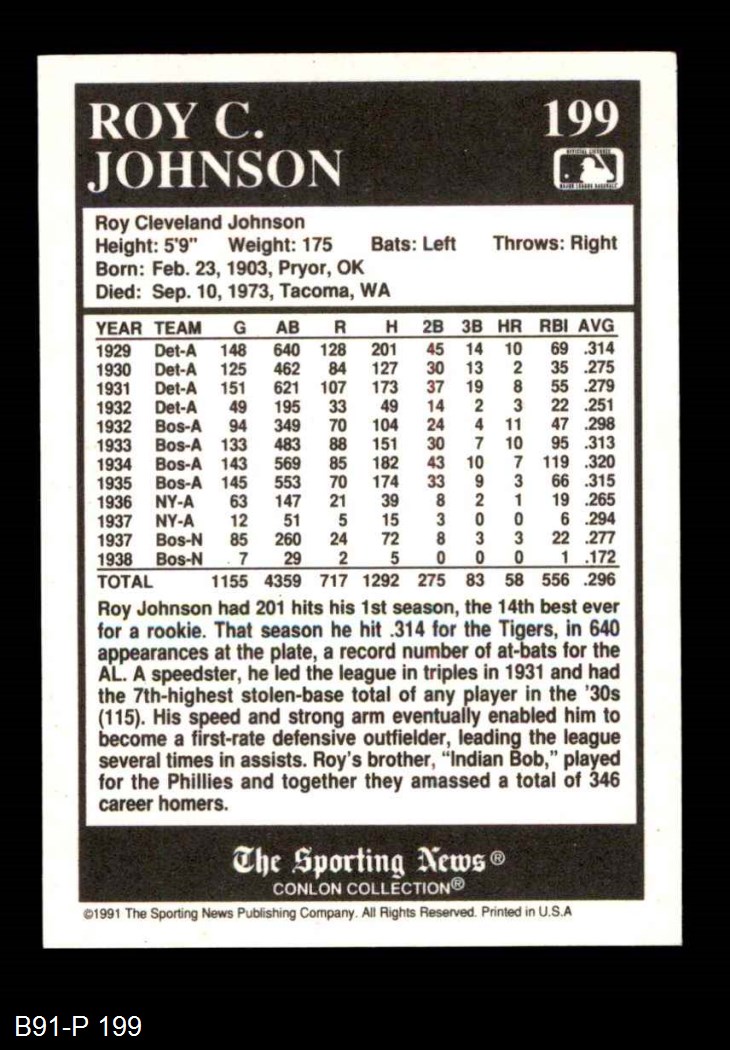 ROY C.
JOHNSON
199
OFFICIAL LICENSEE
MAJOR LEAGUE BASEBALL
Roy Cleveland Johnson
Height: 5'9" Weight: 175 Bats: Left Throws: Right
Born: Feb. 23, 1903, Pryor, OK
Died: Sep. 10, 1973, Tacoma, WA
YEAR TEAM G AB R H 2B 3B HR RBI AVG
1929 Det-A 148 640 128 201 45 14 10 69 .314
1930 Det-A 125 462 84 127 30 13 2 35 .275
1931 Det-A 151 621 107 173 37 19 8 55 .279
1932 Det-A 49 195 33 49 14 2 3 22 .251
1932 Bos-A 94 349 70 104 24 4 11 47 .298
1933 Bos-A 133 483 88 151 30 7 10 95 .313
1934 Bos-A 143 569 85 182 43 10 7 119 .320
1935 Bos-A 145 553 70 174 33 9 3 66 .315
1936 NY-A 63 147 21 39 8 2 1 19 .265
1937 NY-A 12 51 5 15 3 0 0 6 .294
1937 Bos-N 85 260 24 72 8 3 3 22 .277
1938 Bos-N 7 29 2 5 0 0 0 1 .172
TOTAL 1155 4359 717 1292 275 83 58 556 .296
Roy Johnson had 201 hits his 1st season, the 14th best ever
for a rookie. That season he hit .314 for the Tigers, in 640
appearances at the plate, a record number of at-bats for the
AL. A speedster, he led the league in triples in 1931 and had
the 7th-highest stolen-base total of any player in the '30s
(115). His speed and strong arm eventually enabled him to
become a first-rate defensive outfielder, leading the league
several times in assists. Roy's brother, "Indian Bob," played
for the Phillies and together they amassed a total of 346
career homers.
The Sporting News®
CONLON COLLECTION®
©1991 The Sporting News Publishing Company. All Rights Reserved. Printed in U.S.A
B91-P 199